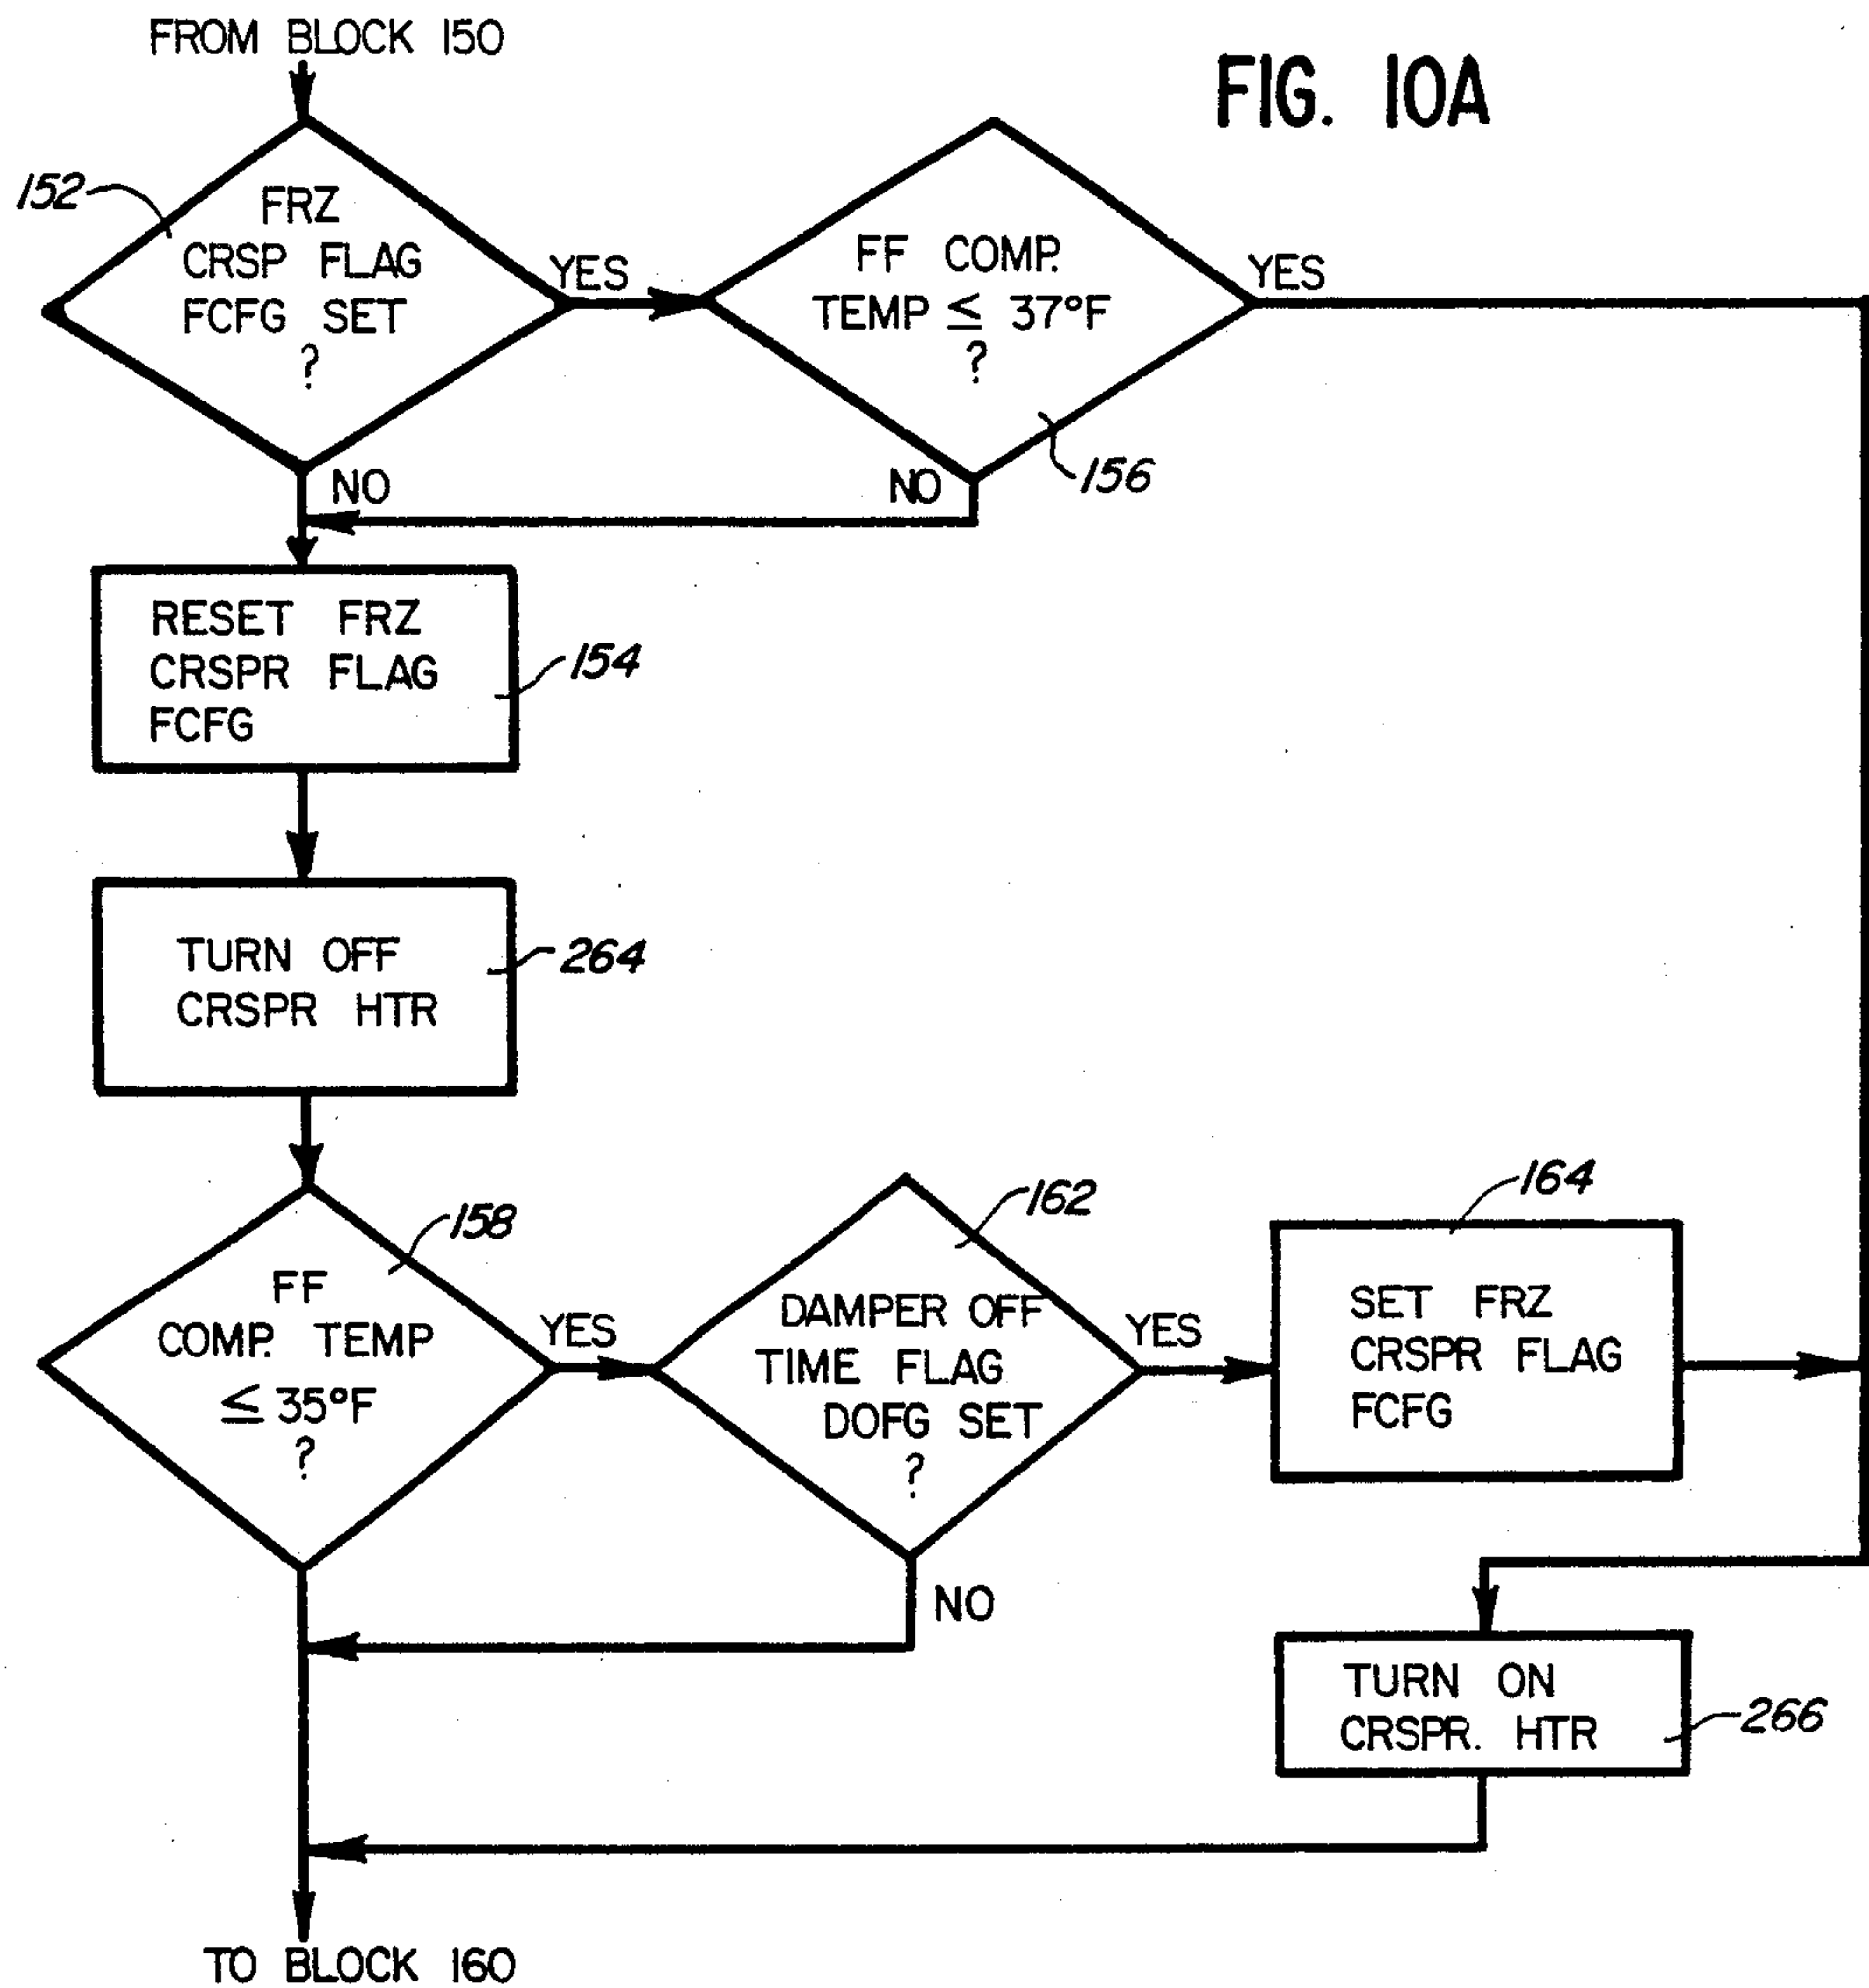 FROM BLOCK 150
FIG. 10A
152
FRZ
CRSP FLAG
FCFG SET
?
YES
NO
FF COMP.
TEMP ≤ 37°F
?
YES
NO
156
RESET FRZ
CRSPR FLAG
FCFG
154
TURN OFF
CRSPR HTR
264
158
FF
COMP. TEMP
≤ 35°F
?
YES
162
DAMPER OFF
TIME FLAG
DOFG SET
?
YES
NO
164
SET FRZ
CRSPR FLAG
FCFG
TURN ON
CRSPR. HTR
266
TO BLOCK 160